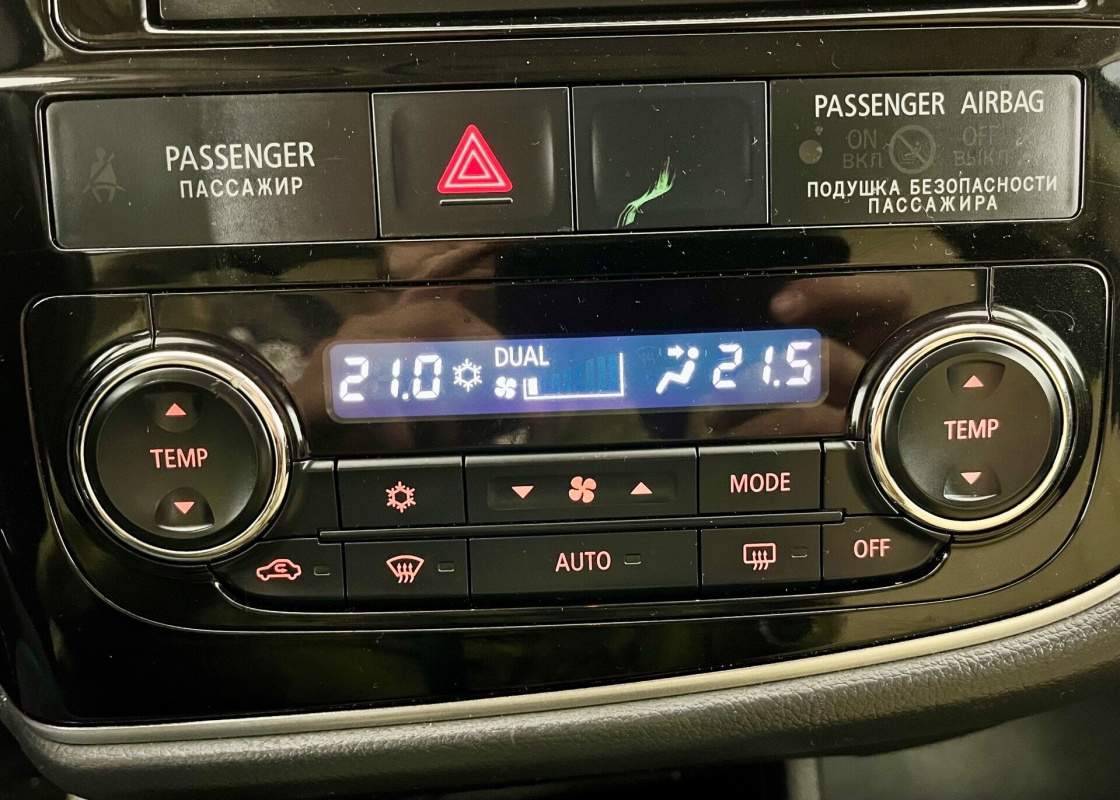 PASSENGER
ПАССАЖИР
PASSENGER AIRBAG
ON OFF
ВКЛ ВЫКЛ
ПОДУШКА БЕЗОПАСНОСТИ
ПАССАЖИРА
21.0 DUAL 21.5
TEMP
TEMP
MODE
AUTO
OFF